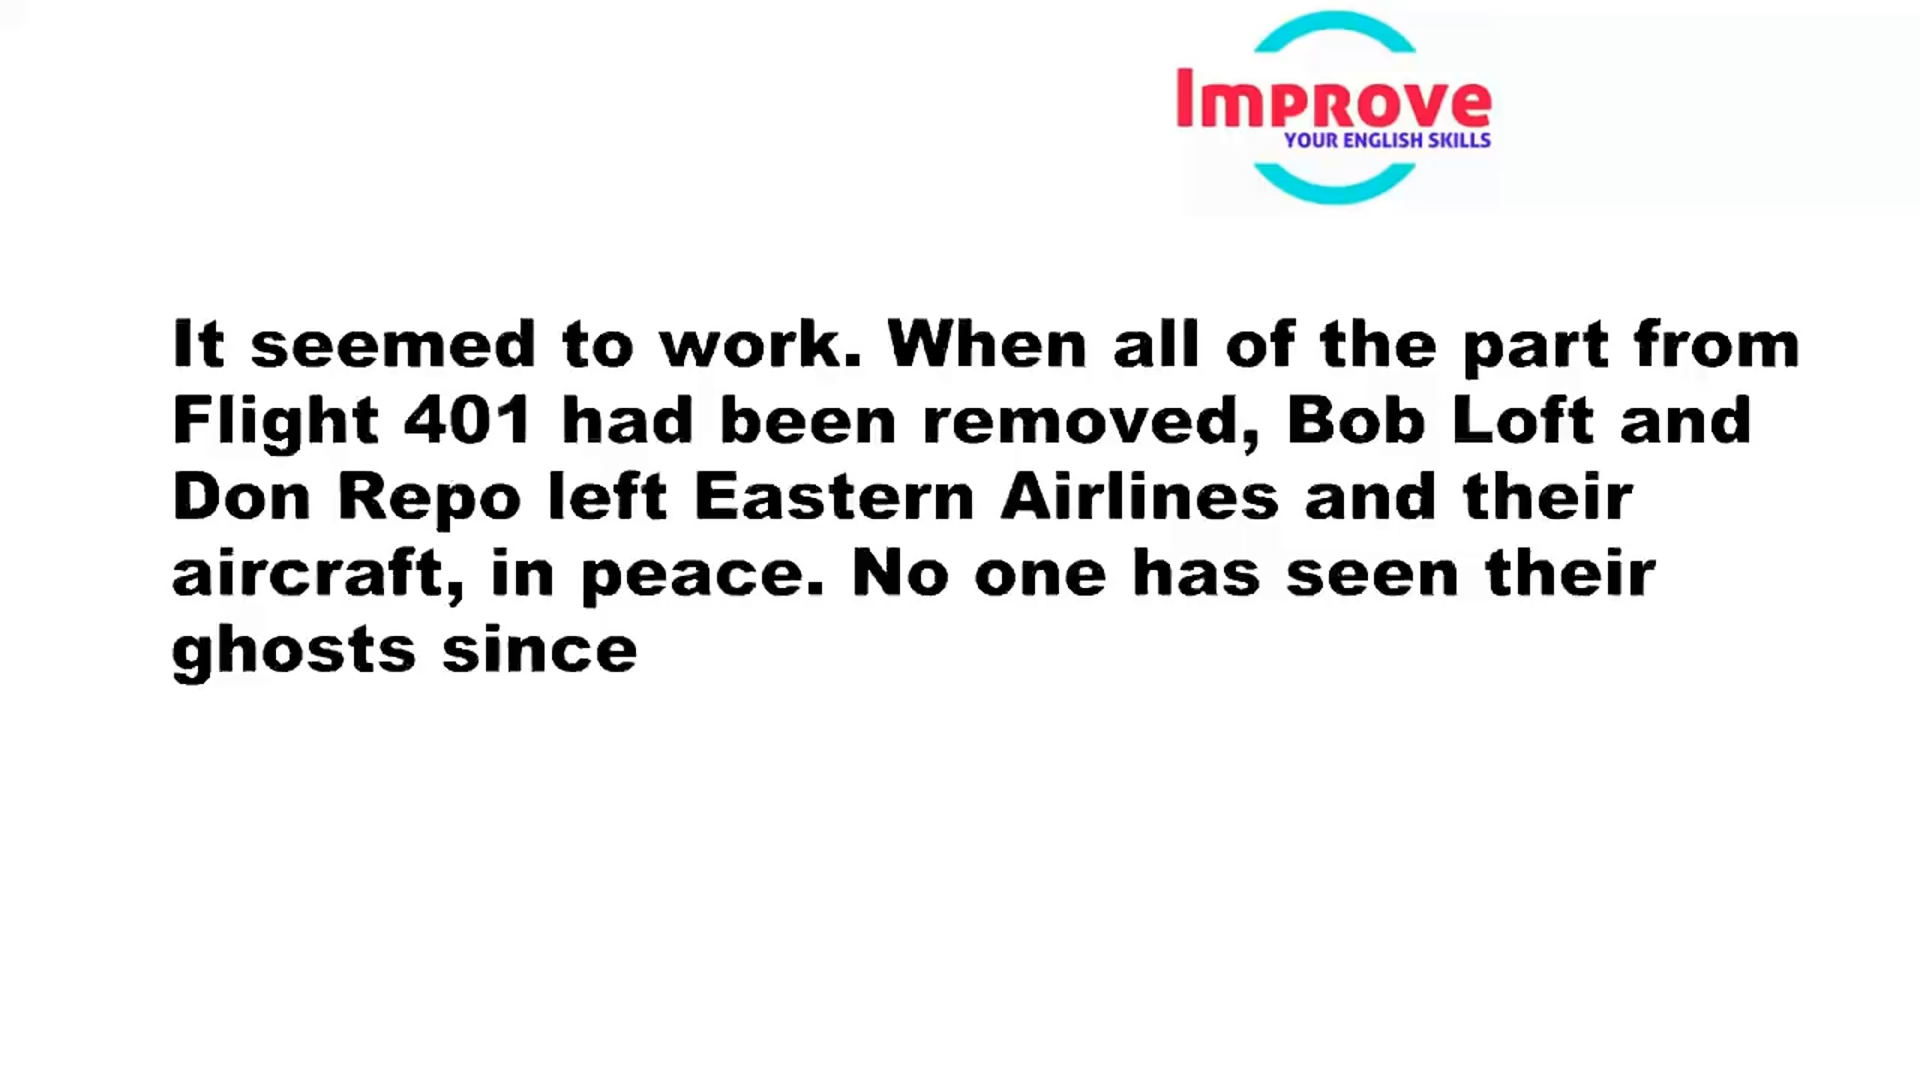 Improve
YOUR ENGLISH SKILLS
It seemed to work. When all of the part from
Flight 401 had been removed, Bob Loft and
Don Repo left Eastern Airlines and their
aircraft, in peace. No one has seen their
ghosts since